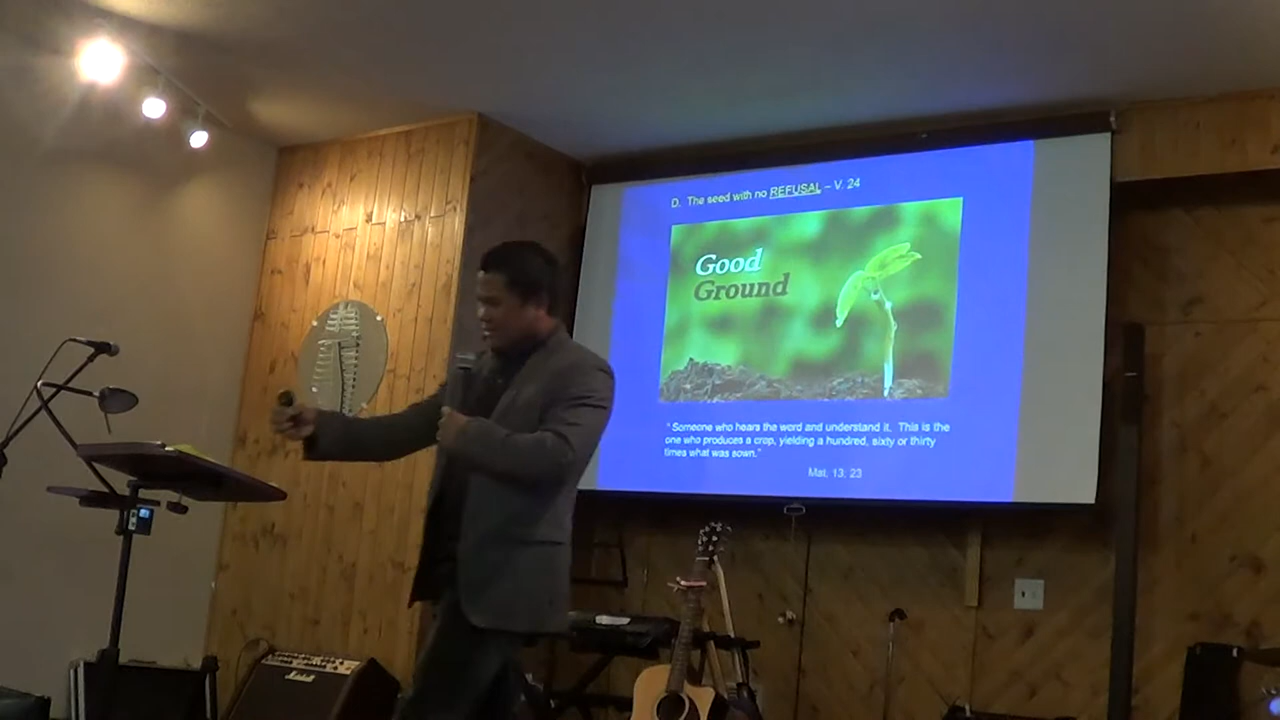 D. The seed with no REFUSAL – V. 24
Good
Ground
" Someone who hears the word and understand it. This is the
one who produces a crop, yielding a hundred, sixty or thirty
times what was sown."
Mat. 13. 23
Marshall